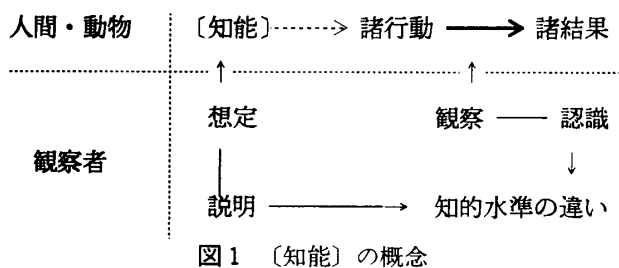 人間・動物 〔知能〕 諸行動 諸結果
想定 観察 認識
観察者
説明 知的水準の違い
図1 〔知能〕の概念